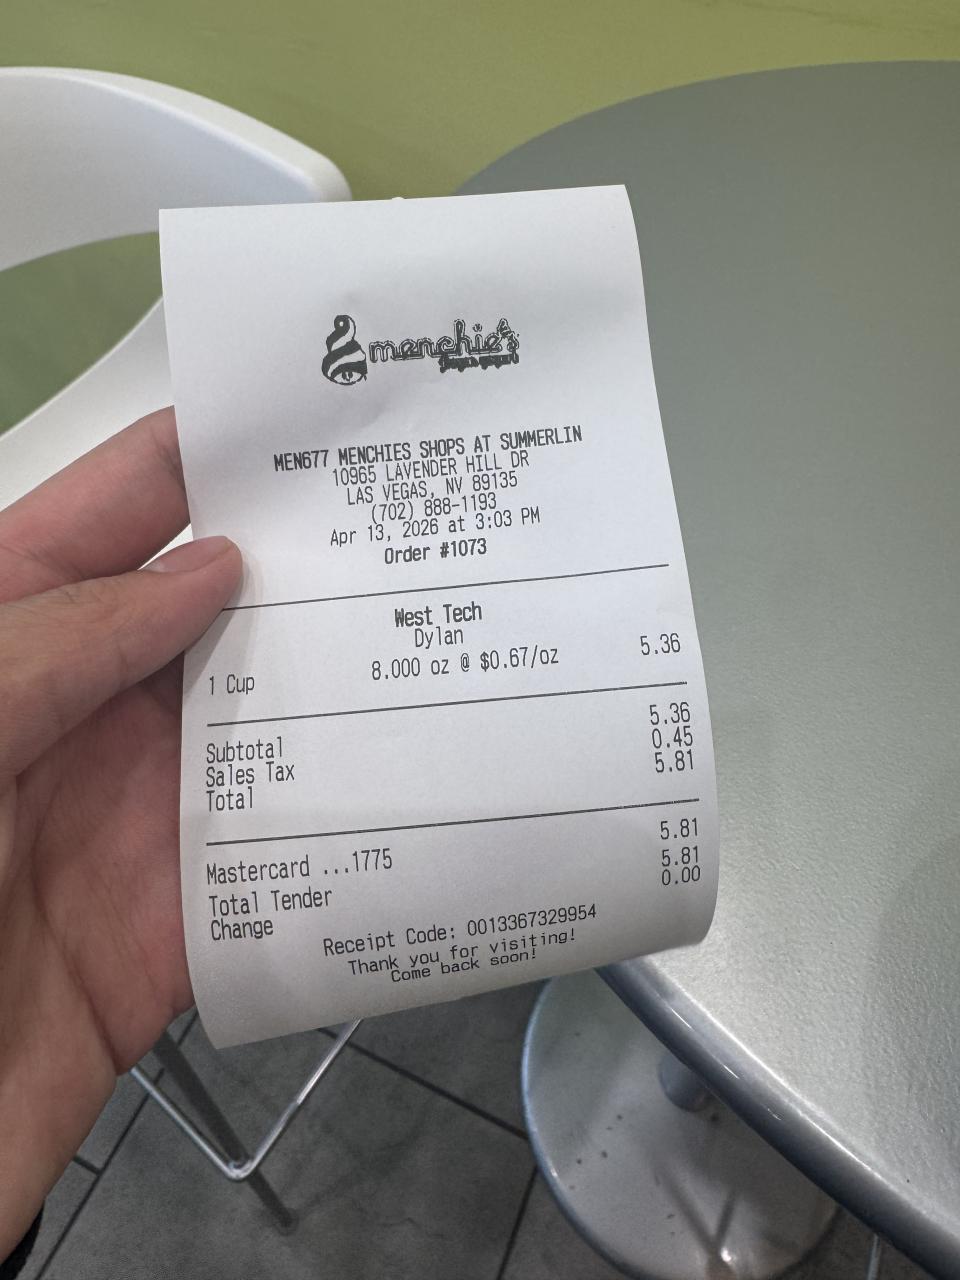 menchie's
frozen yogurt
MEN677 MENCHIES SHOPS AT SUMMERLIN
10965 LAVENDER HILL DR
LAS VEGAS, NV 89135
(702) 888-1193
Apr 13, 2026 at 3:03 PM
Order #1073
West Tech
Dylan
1 Cup 8.000 oz @ $0.67/oz 5.36
Subtotal 5.36
Sales Tax 0.45
Total 5.81
Mastercard ...1775 5.81
Total Tender 5.81
Change 0.00
Receipt Code: 0013367329954
Thank you for visiting!
Come back soon!